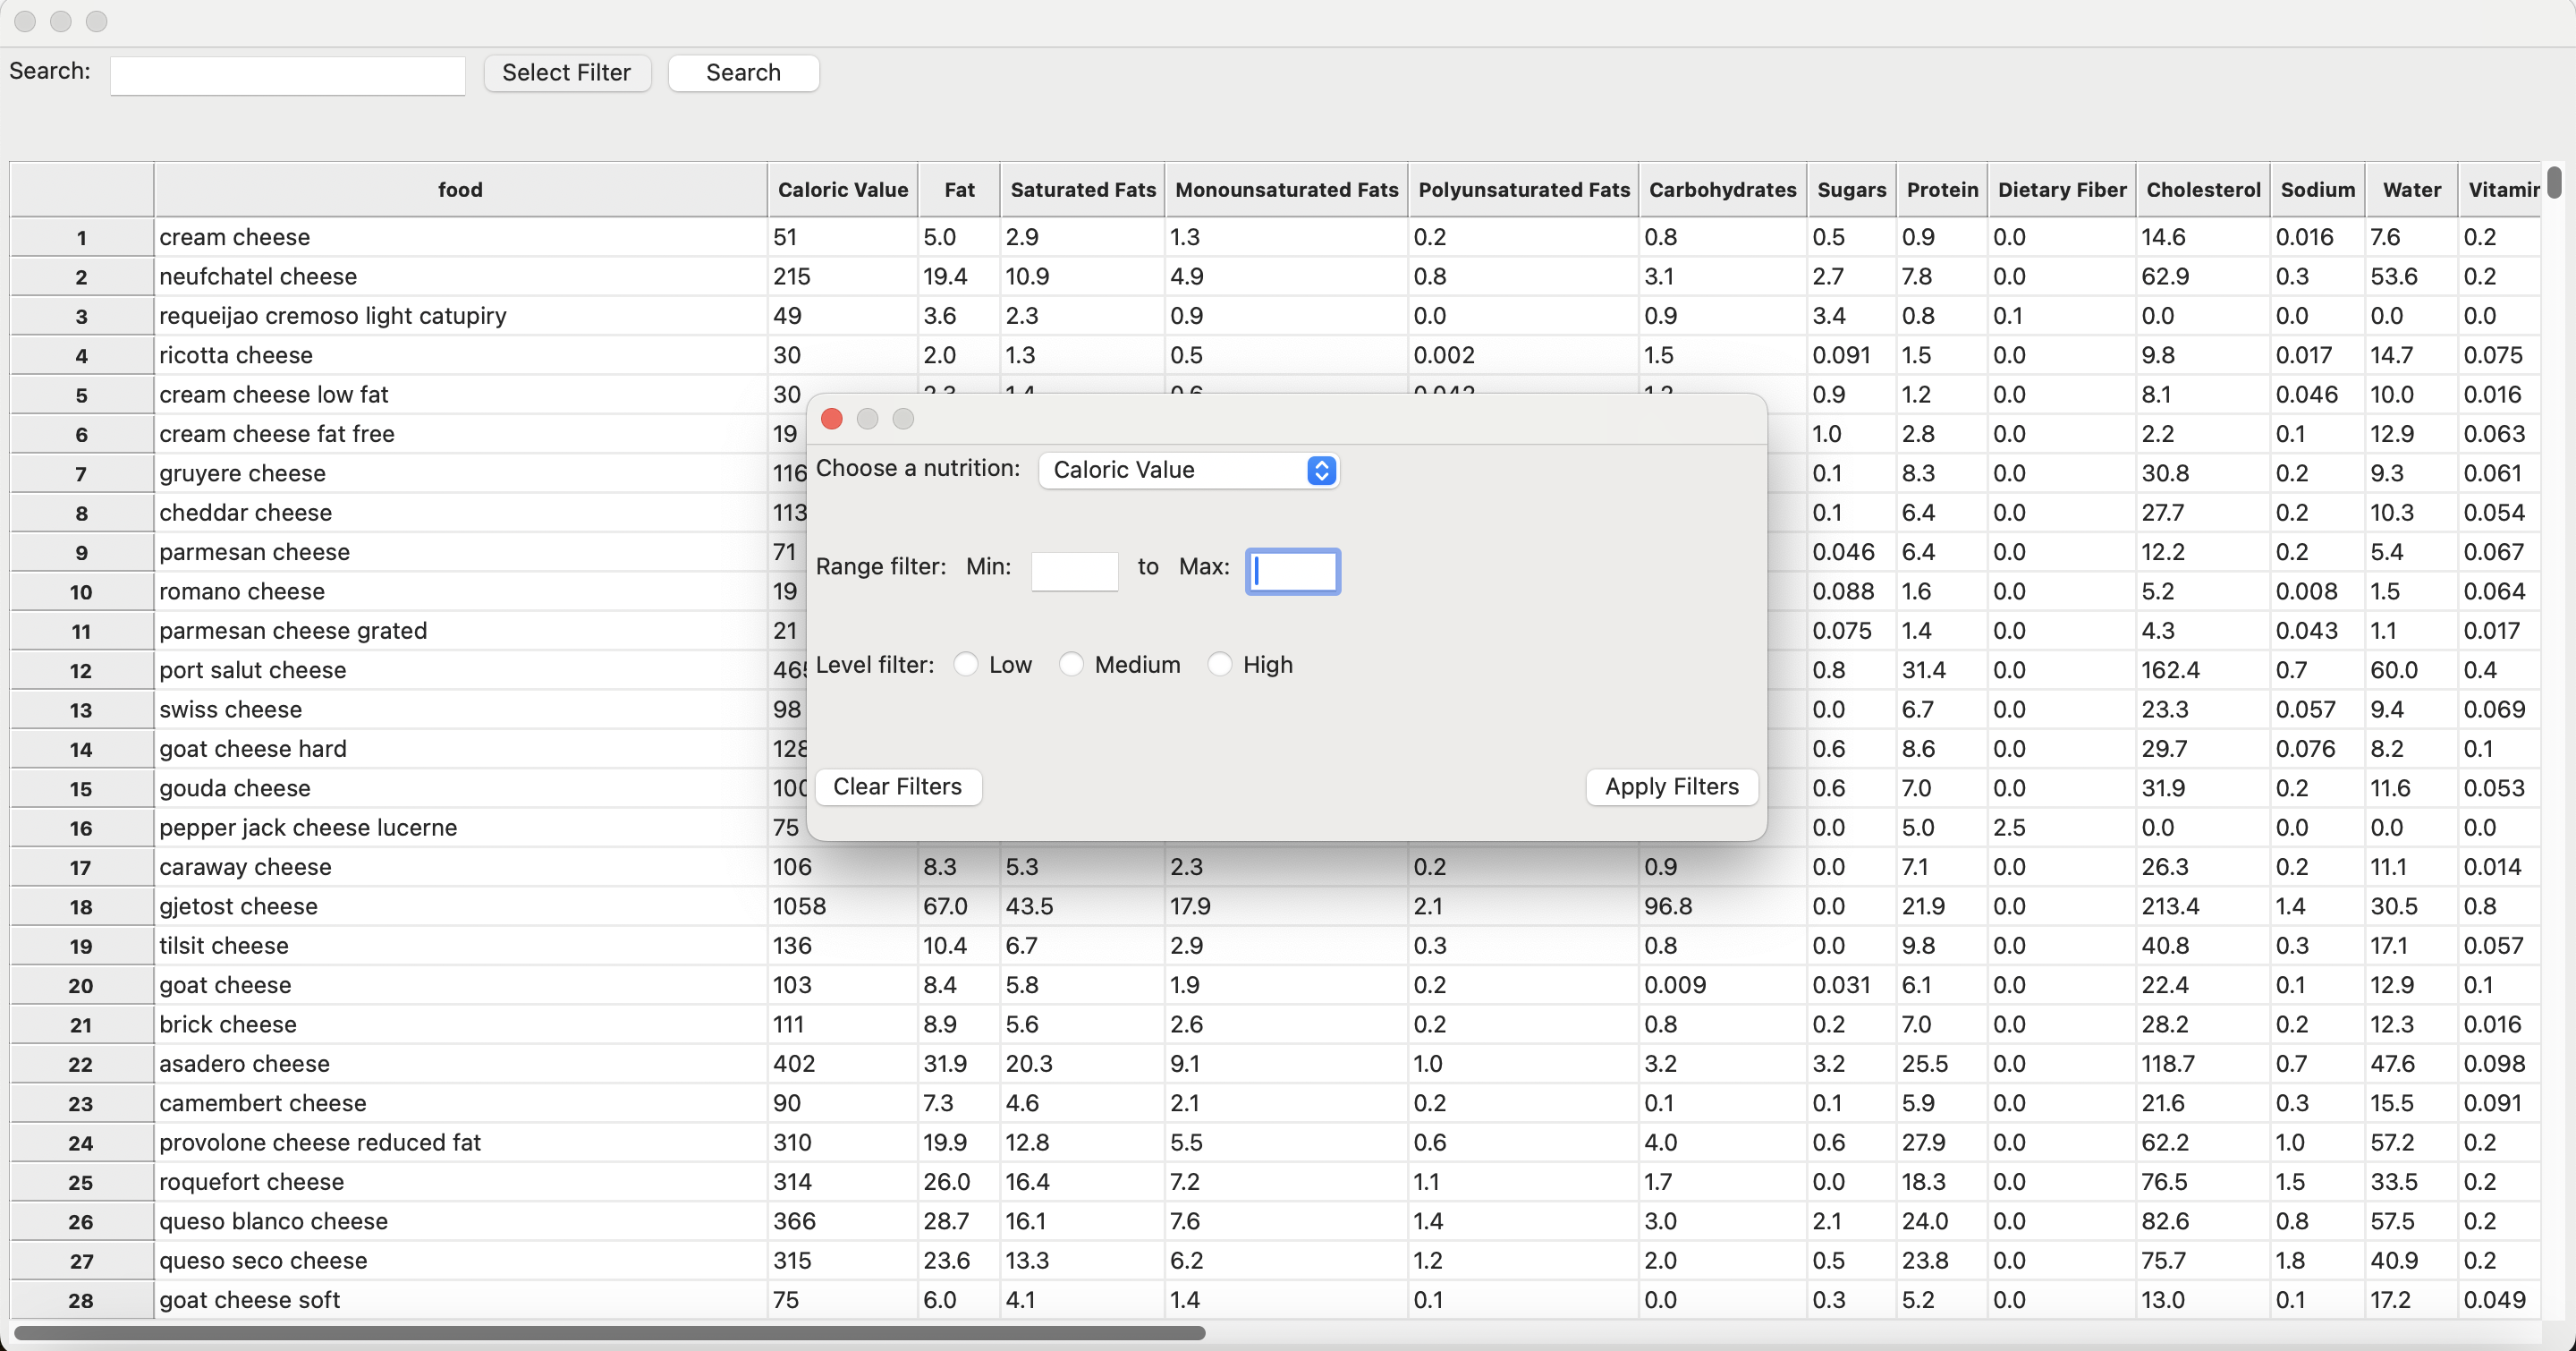 Search: Select Filter Search
food Caloric Value Fat Saturated Fats Monounsaturated Fats Polyunsaturated Fats Carbohydrates Sugars Protein Dietary Fiber Cholesterol Sodium Water
1 cream cheese 51 5.0 2.9 1.3 0.2 0.8 0.5 0.9 0.0 14.6 0.016 7.6 0.2
2 neufchatel cheese 215 19.4 10.9 4.9 0.8 3.1 2.7 7.8 0.0 62.9 0.3 53.6 0.2
3 requeijao cremoso light catupiry 49 3.6 2.3 0.9 0.0 0.9 3.4 0.8 0.1 0.0 0.0 0.0 0.0
4 ricotta cheese 30 2.0 1.3 0.5 0.002 1.5 0.091 1.5 0.0 9.8 0.017 14.7 0.075
5 cream cheese low fat 30 0.9 1.2 0.0 8.1 0.046 10.0 0.016
6 cream cheese fat free 19 1.0 2.8 0.0 2.2 0.1 12.9 0.063
7 gruyere cheese 116 0.1 8.3 0.0 30.8 0.2 9.3 0.061
8 cheddar cheese 113 0.1 6.4 0.0 27.7 0.2 10.3 0.054
9 parmesan cheese 71 0.046 6.4 0.0 12.2 0.2 5.4 0.067
10 romano cheese 19 0.088 1.6 0.0 5.2 0.008 1.5 0.064
11 parmesan cheese grated 21 0.075 1.4 0.0 4.3 0.043 1.1 0.017
12 port salut cheese 465 0.8 31.4 0.0 162.4 0.7 60.0 0.4
13 swiss cheese 98 0.0 6.7 0.0 23.3 0.057 9.4 0.069
14 goat cheese hard 128 0.6 8.6 0.0 29.7 0.076 8.2 0.1
15 gouda cheese 100 0.6 7.0 0.0 31.9 0.2 11.6 0.053
16 pepper jack cheese lucerne 75 0.0 5.0 2.5 0.0 0.0 0.0 0.0
17 caraway cheese 106 8.3 5.3 2.3 0.2 0.9 0.0 7.1 0.0 26.3 0.2 11.1 0.014
18 gjetost cheese 1058 67.0 43.5 17.9 2.1 96.8 0.0 21.9 0.0 213.4 1.4 30.5 0.8
19 tilsit cheese 136 10.4 6.7 2.9 0.3 0.8 0.0 9.8 0.0 40.8 0.3 17.1 0.057
20 goat cheese 103 8.4 5.8 1.9 0.2 0.009 0.031 6.1 0.0 22.4 0.1 12.9 0.1
21 brick cheese 111 8.9 5.6 2.6 0.2 0.8 0.2 7.0 0.0 28.2 0.2 12.3 0.016
22 asadero cheese 402 31.9 20.3 9.1 1.0 3.2 3.2 25.5 0.0 118.7 0.7 47.6 0.098
23 camembert cheese 90 7.3 4.6 2.1 0.2 0.1 0.1 5.9 0.0 21.6 0.3 15.5 0.091
24 provolone cheese reduced fat 310 19.9 12.8 5.5 0.6 4.0 0.6 27.9 0.0 62.2 1.0 57.2 0.2
25 roquefort cheese 314 26.0 16.4 7.2 1.1 1.7 0.0 18.3 0.0 76.5 1.5 33.5 0.2
26 queso blanco cheese 366 28.7 16.1 7.6 1.4 3.0 2.1 24.0 0.0 82.6 0.8 57.5 0.2
27 queso seco cheese 315 23.6 13.3 6.2 1.2 2.0 0.5 23.8 0.0 75.7 1.8 40.9 0.2
28 goat cheese soft 75 6.0 4.1 1.4 0.1 0.0 0.3 5.2 0.0 13.0 0.1 17.2 0.049
Choose a nutrition: Caloric Value
Range filter: Min: to Max:
Level filter: Low Medium High
Clear Filters Apply Filters